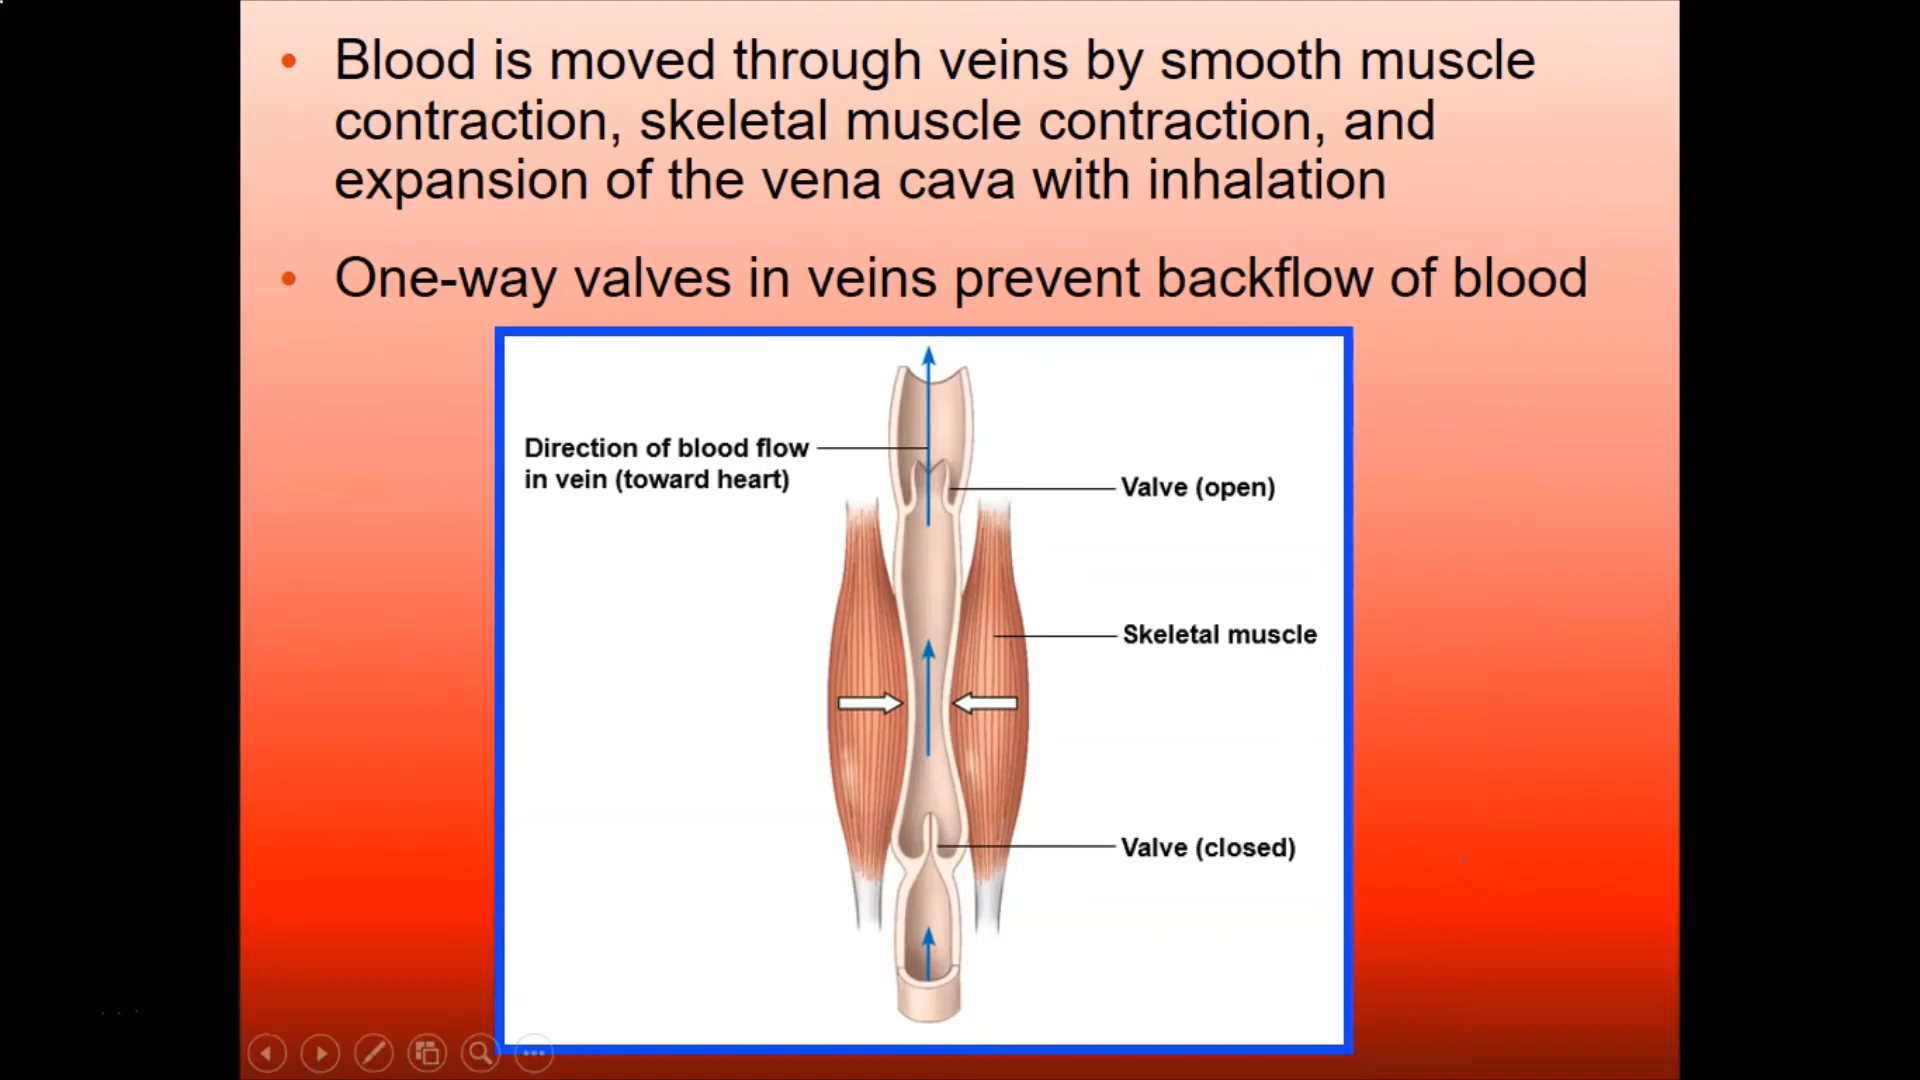 • Blood is moved through veins by smooth muscle
contraction, skeletal muscle contraction, and
expansion of the vena cava with inhalation
• One-way valves in veins prevent backflow of blood
Direction of blood flow
in vein (toward heart)
Valve (open)
Skeletal muscle
Valve (closed)